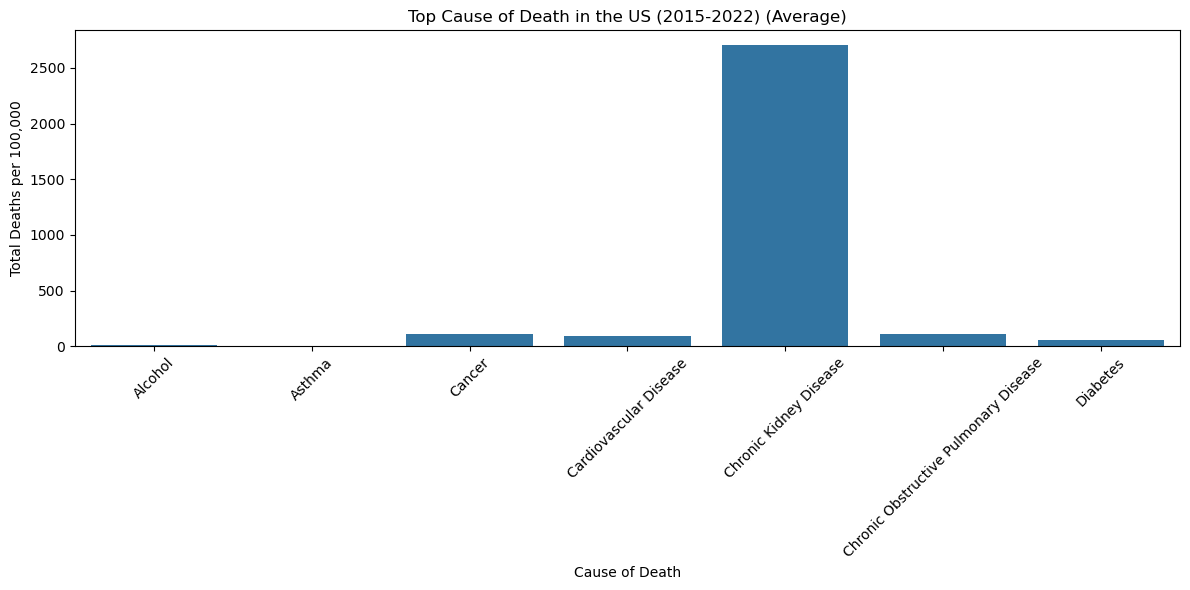 Top Cause of Death in the US (2015-2022) (Average)
Total Deaths per 100,000
2500
2000
1500
1000
500
0
Alcohol
Asthma
Cancer
Cardiovascular Disease
Chronic Kidney Disease
Chronic Obstructive Pulmonary Disease
Diabetes
Cause of Death